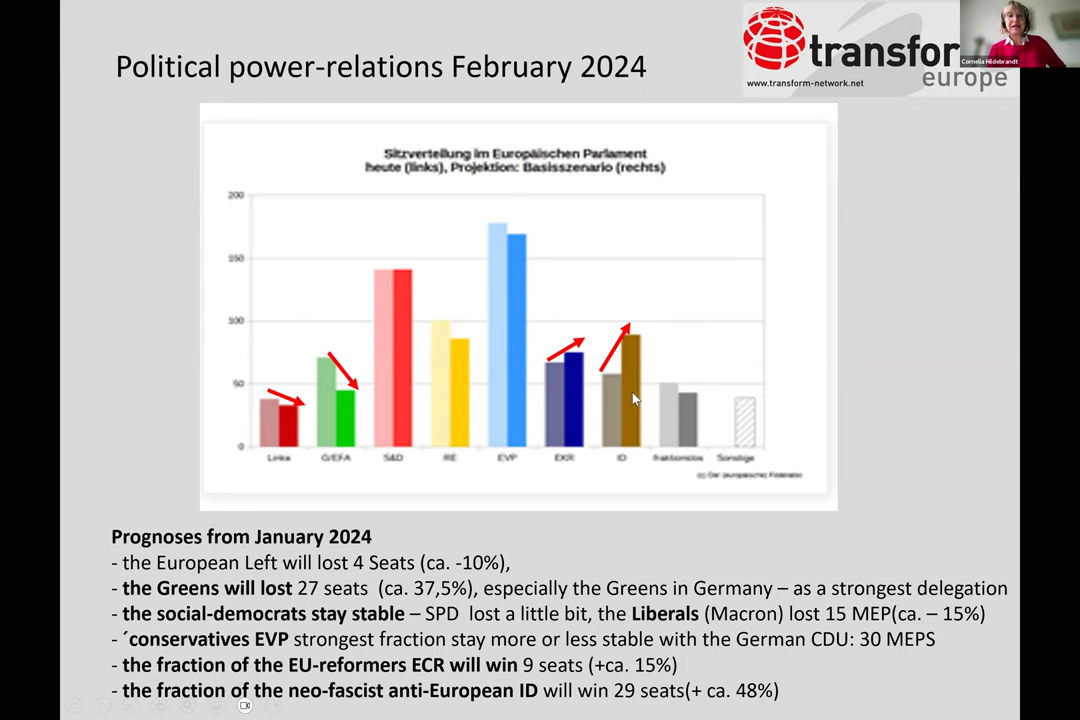 Political power-relations February 2024
transfor
europe
www.transform-network.net
Cornelia Hildebrandt
Sitzverteilung im Europäischen Parlament
heute (links), Projektion: Basisszenario (rechts)
200
150
100
50
0
Linke G/EFA S&D RE EVP EKR ID fraktionslos Sonstige
(c) Der (europäische) Föderalist
Prognoses from January 2024
- the European Left will lost 4 Seats (ca. -10%),
- the Greens will lost 27 seats (ca. 37,5%), especially the Greens in Germany – as a strongest delegation
- the social-democrats stay stable – SPD lost a little bit, the Liberals (Macron) lost 15 MEP(ca. – 15%)
- ´conservatives EVP strongest fraction stay more or less stable with the German CDU: 30 MEPS
- the fraction of the EU-reformers ECR will win 9 seats (+ca. 15%)
- the fraction of the neo-fascist anti-European ID will win 29 seats(+ ca. 48%)